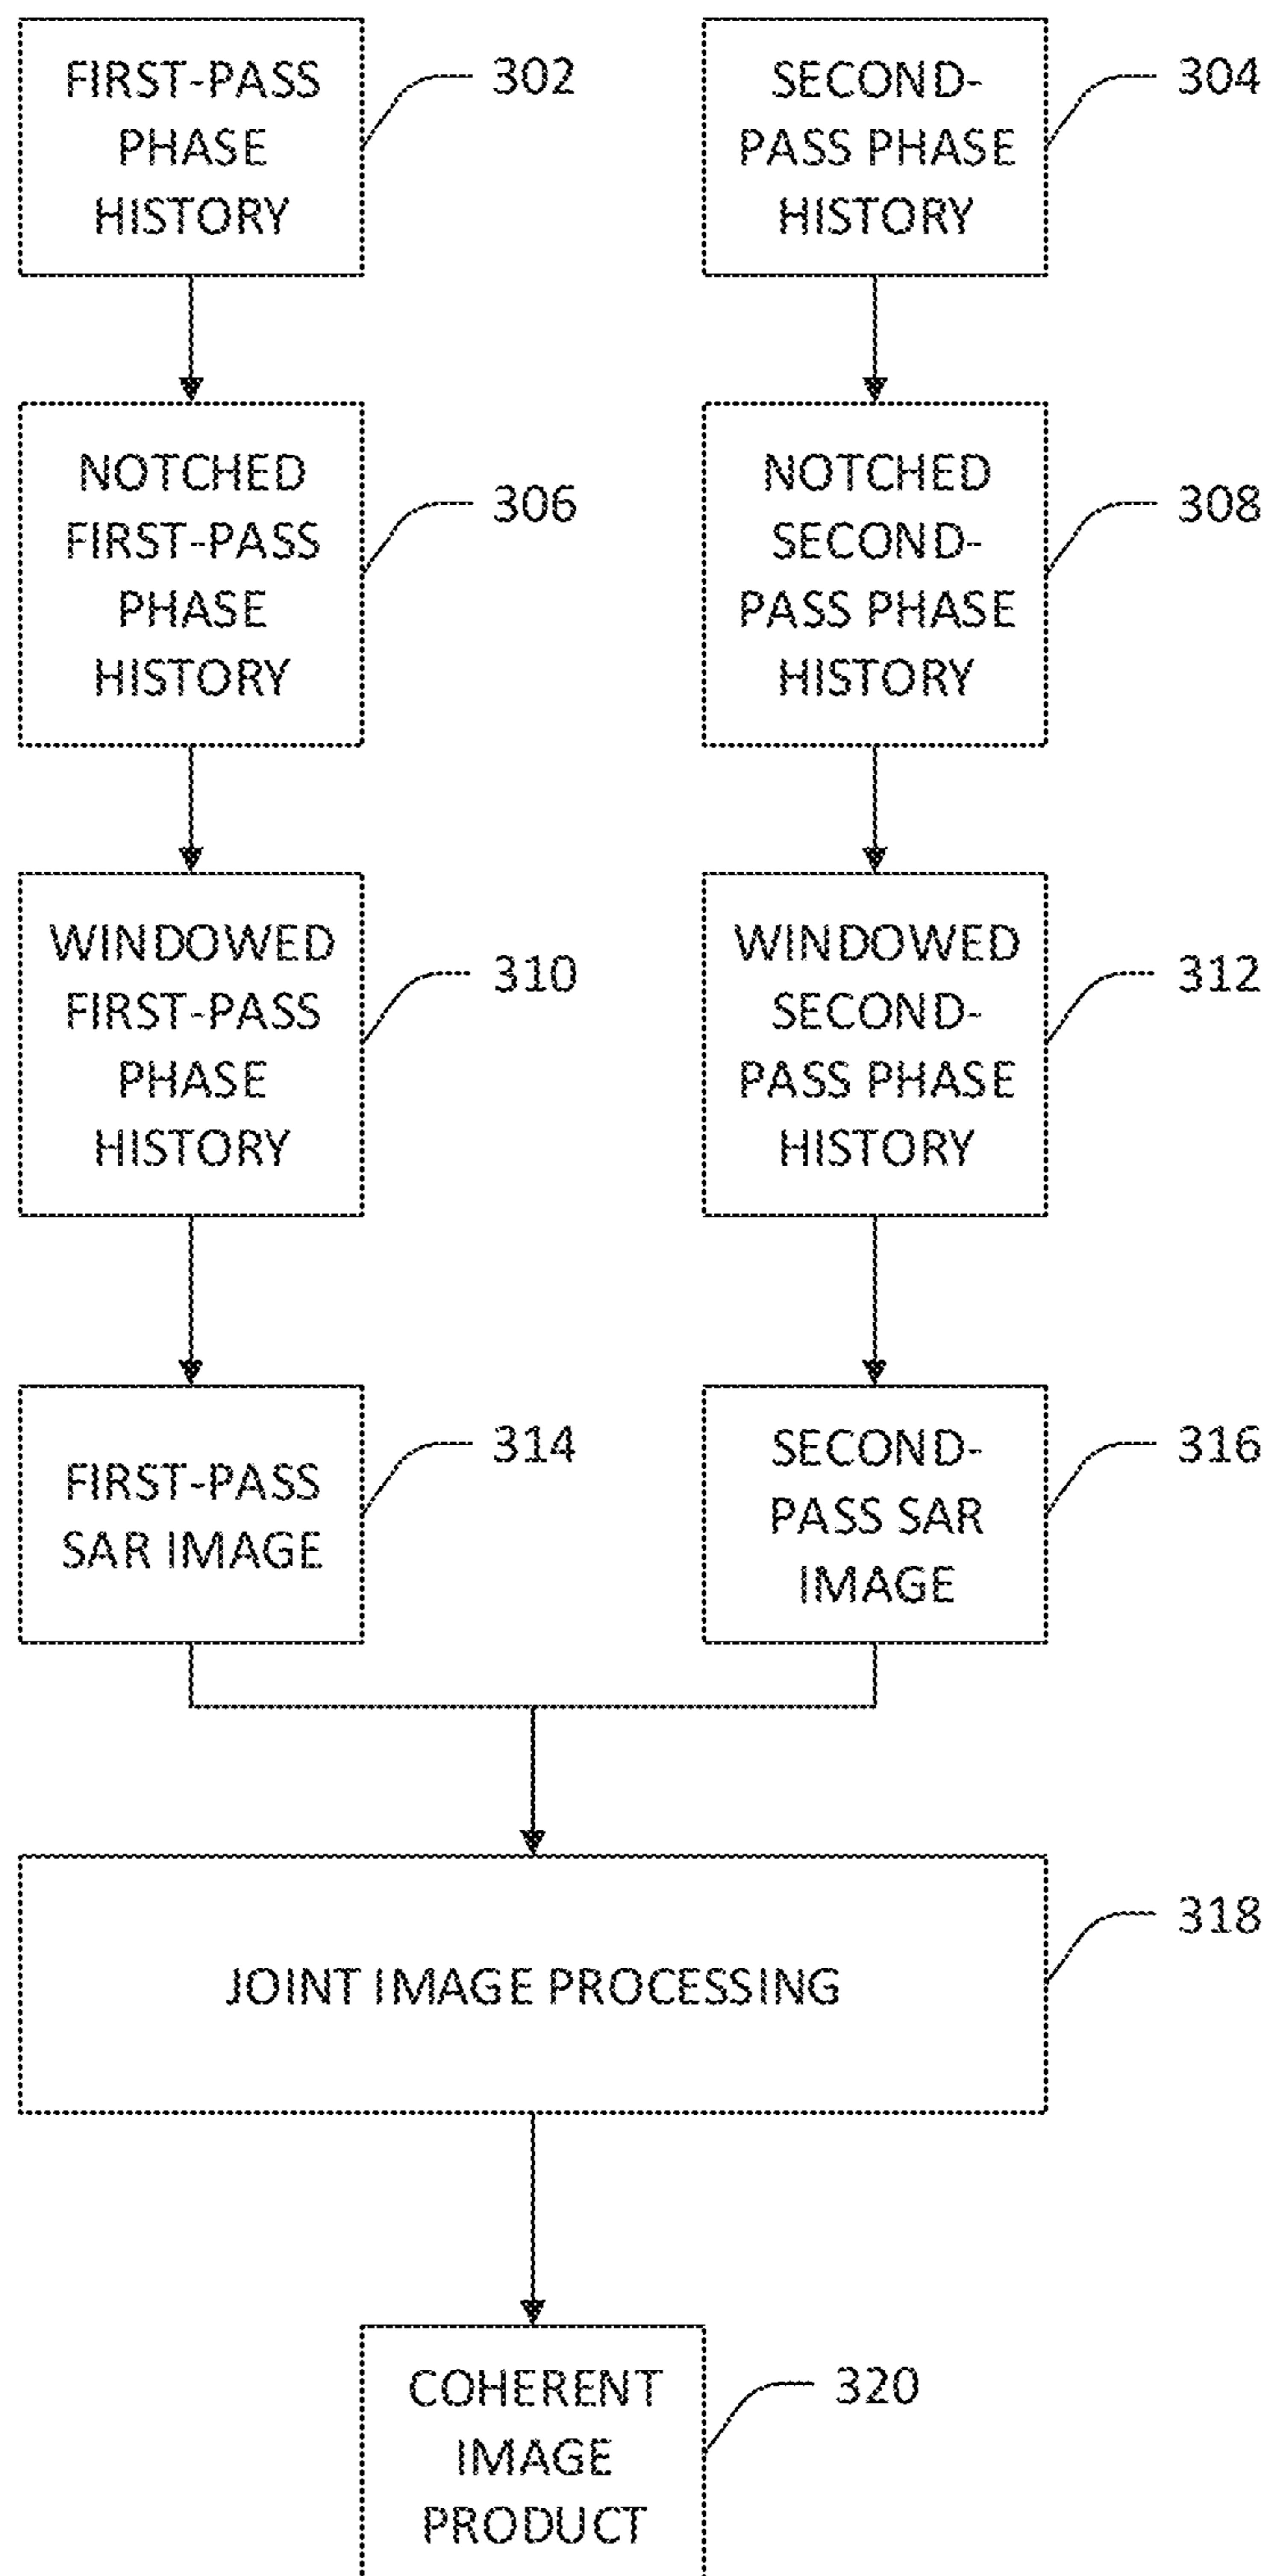 FIRST-PASS
PHASE
HISTORY
302
SECOND-
PASS PHASE
HISTORY
304
NOTCHED
FIRST-PASS
PHASE
HISTORY
306
NOTCHED
SECOND-
PASS PHASE
HISTORY
308
WINDOWED
FIRST-PASS
PHASE
HISTORY
310
WINDOWED
SECOND-
PASS PHASE
HISTORY
312
FIRST-PASS
SAR IMAGE
314
SECOND-
PASS SAR
IMAGE
316
JOINT IMAGE PROCESSING
318
COHERENT
IMAGE
PRODUCT
320